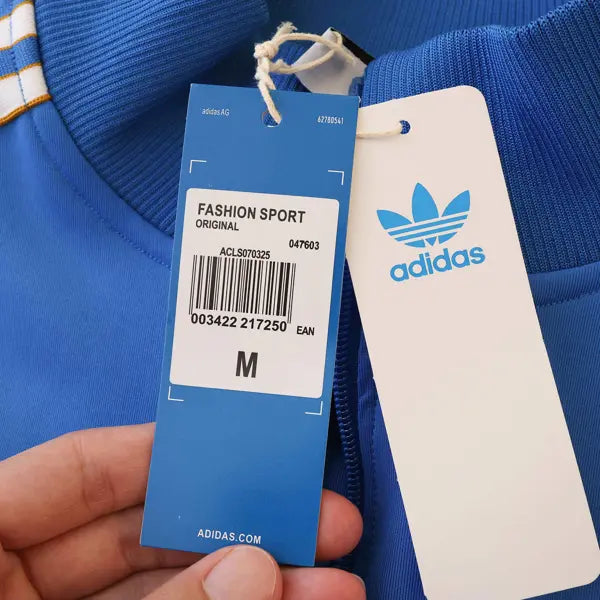 adidas AG
62780541
FASHION SPORT
ORIGINAL
047603
ACLS070325
003422 217250
EAN
M
ADIDAS.COM
adidas